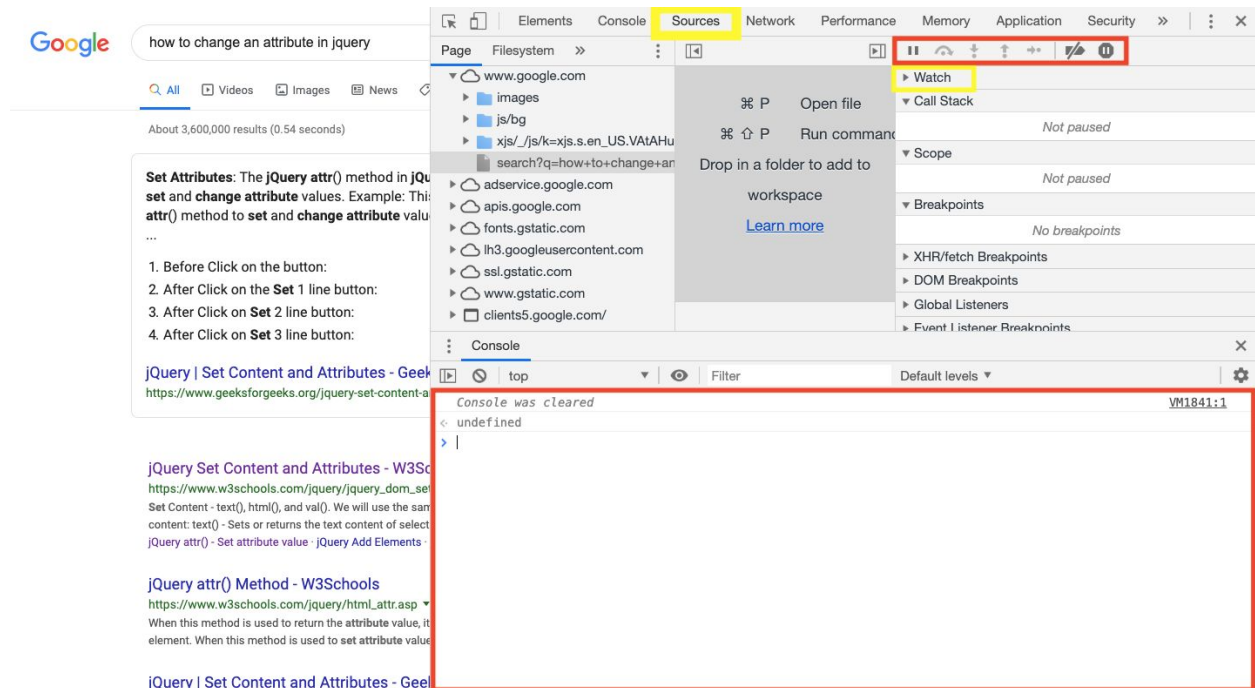 Google
how to change an attribute in jquery
All Videos Images News
About 3,600,000 results (0.54 seconds)
Set Attributes: The jQuery attr() method in jQu
set and change attribute values. Example: This
attr() method to set and change attribute valu
...
1. Before Click on the button:
2. After Click on the Set 1 line button:
3. After Click on Set 2 line button:
4. After Click on Set 3 line button:
jQuery | Set Content and Attributes - Geek
https://www.geeksforgeeks.org/jquery-set-content-a
jQuery Set Content and Attributes - W3Sc
https://www.w3schools.com/jquery/jquery_dom_set
Set Content - text(), html(), and val(). We will use the sam
content: text() - Sets or returns the text content of select
jQuery attr() - Set attribute value · jQuery Add Elements ·
jQuery attr() Method - W3Schools
https://www.w3schools.com/jquery/html_attr.asp ▼
When this method is used to return the attribute value, it
element. When this method is used to set attribute value
jQuery | Set Content and Attributes - Geel
Elements Console Sources Network Performance Memory Application Security »
Page Filesystem »
www.google.com
images
js/bg
xjs/_/js/k=xjs.s.en_US.VAtAHu
search?q=how+to+change+an
adservice.google.com
apis.google.com
fonts.gstatic.com
lh3.googleusercontent.com
ssl.gstatic.com
www.gstatic.com
clients5.google.com/
⌘ P Open file
⌘ ⇧ P Run command
Drop in a folder to add to
workspace
Learn more
Watch
Call Stack
Not paused
Scope
Not paused
Breakpoints
No breakpoints
XHR/fetch Breakpoints
DOM Breakpoints
Global Listeners
Event Listener Breakpoints
Console
top Filter Default levels ▼
Console was cleared VM1841:1
undefined